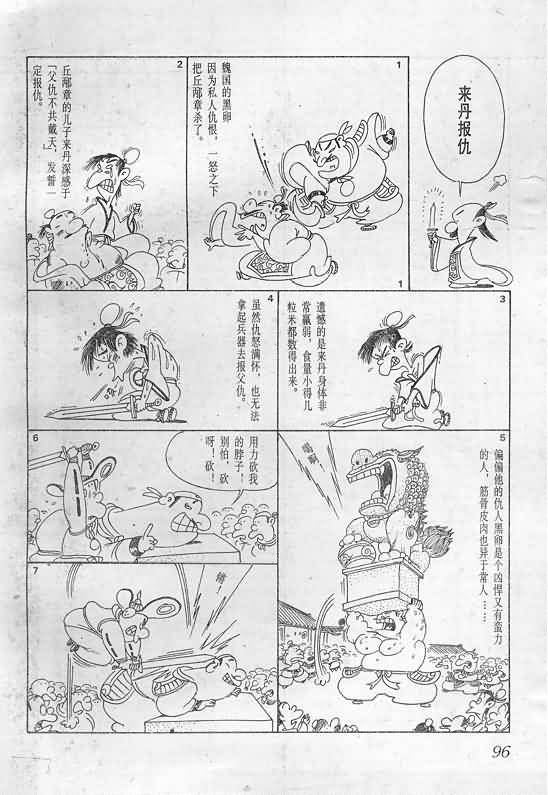 来丹报仇
1
魏国的黑卵
因为私人仇恨，一怒之下
把丘邴章杀了。
1
2
丘邴章的儿子来丹深感于
「父仇不共戴天」，发誓一
定报仇。
3
遗憾的是来丹身体非
常羸弱，食量小得几
粒米都数得出来。
4
虽然仇怒满怀，也无法
拿起兵器去报父仇。
5
偏偏他的仇人黑卵是个凶悍又有蛮力
的人，筋骨皮肉也异于常人……
喝啊！
6
用力砍我
的脖子！
别怕，砍
呀！砍！
7
锵！
96